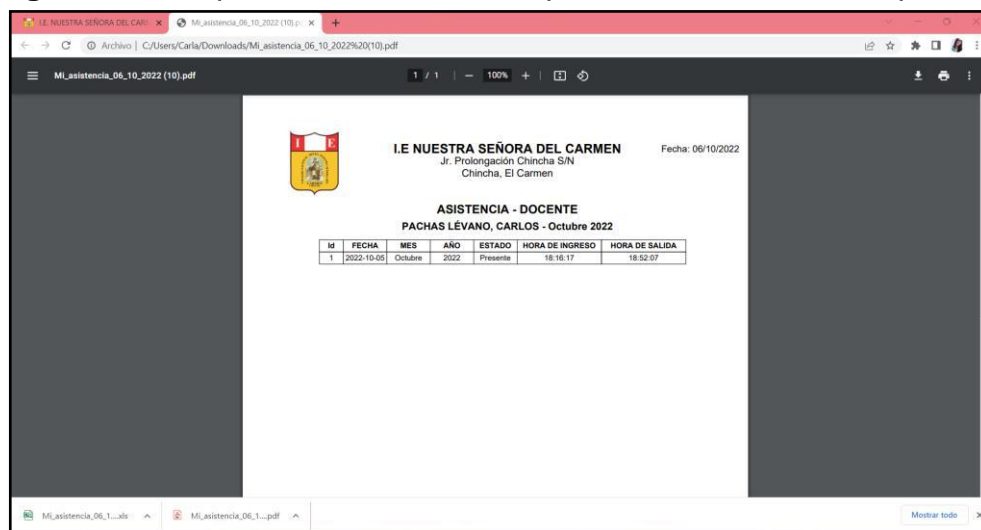 I.E. NUESTRA SEÑORA DEL CAR
Mi_asistencia_06_10_2022 (10).p
Archivo | C:/Users/Carla/Downloads/Mi_asistencia_06_10_2022%20(10).pdf
Mi_asistencia_06_10_2022 (10).pdf
1 / 1
100%
I E
I.E NUESTRA SEÑORA DEL CARMEN
Fecha: 06/10/2022
Jr. Prolongación Chincha S/N
Chincha, El Carmen
ASISTENCIA - DOCENTE
PACHAS LÉVANO, CARLOS - Octubre 2022
Id FECHA MES AÑO ESTADO HORA DE INGRESO HORA DE SALIDA
1 2022-10-05 Octubre 2022 Presente 18:16:17 18:52:07
Mi_asistencia_06_1....xls
Mi_asistencia_06_1....pdf
Mostrar todo